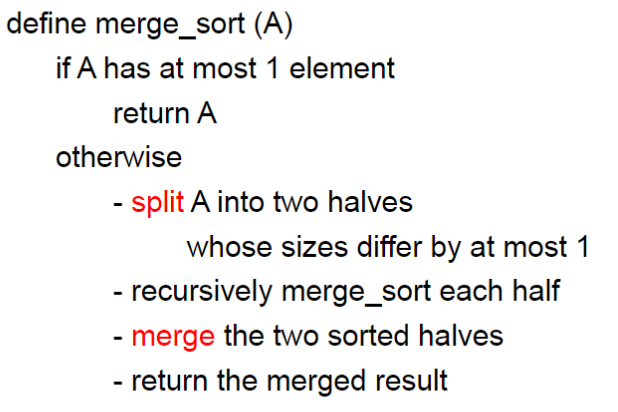 define merge_sort (A)
if A has at most 1 element
return A
otherwise
- split A into two halves
whose sizes differ by at most 1
- recursively merge_sort each half
- merge the two sorted halves
- return the merged result